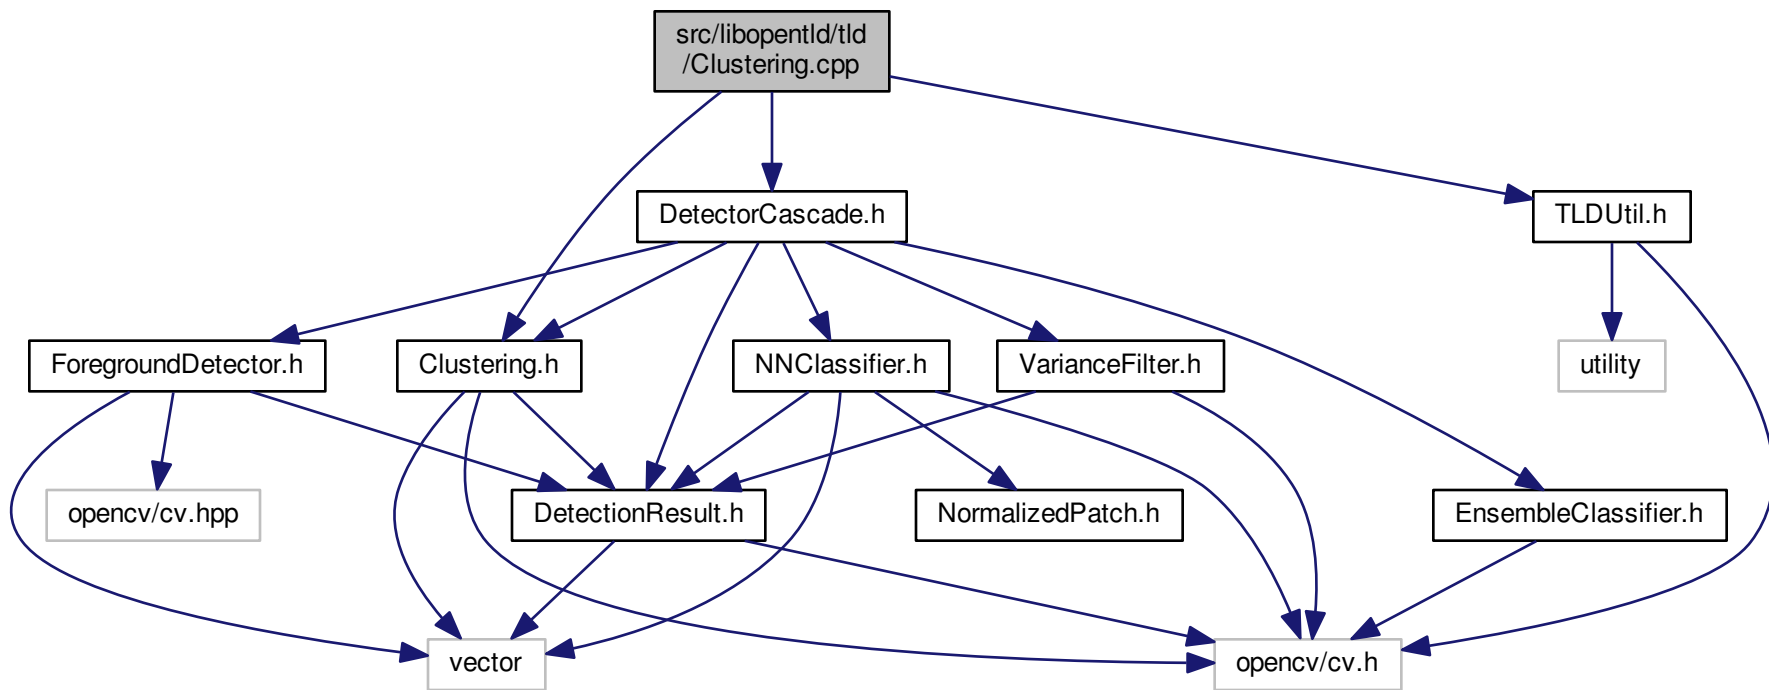 src/libopentld/tld
/Clustering.cpp
DetectorCascade.h
TLDUtil.h
ForegroundDetector.h
Clustering.h
NNClassifier.h
VarianceFilter.h
utility
opencv/cv.hpp
DetectionResult.h
NormalizedPatch.h
EnsembleClassifier.h
vector
opencv/cv.h